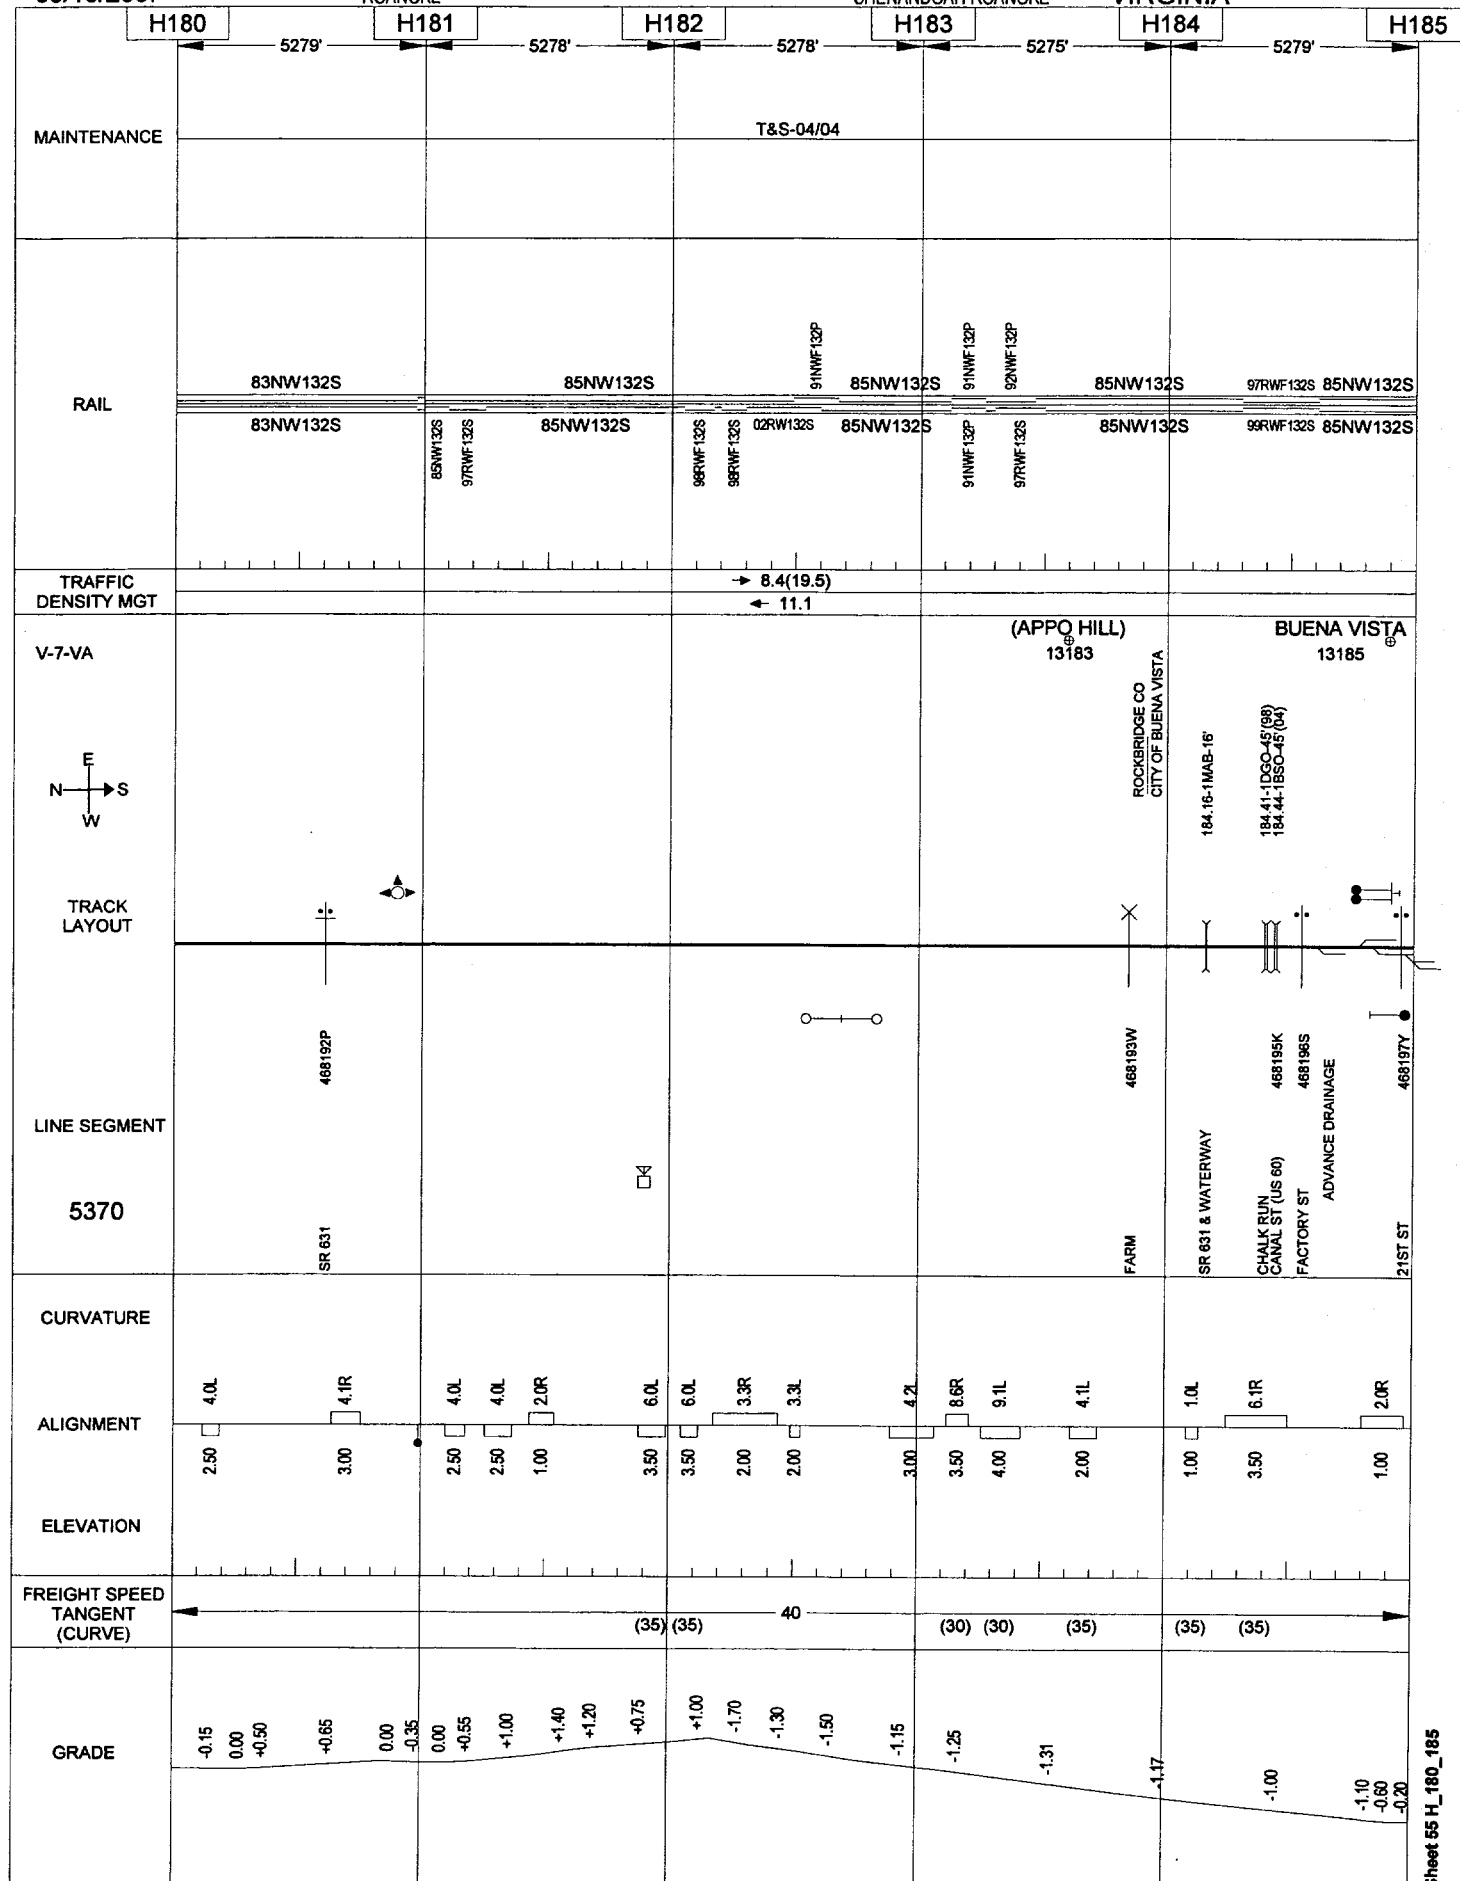 VIRGINIA
H180 H181 H182 H183 H184 H185
5279' 5278' 5278' 5275' 5279'
MAINTENANCE
T&S-04/04
91NWF132P 91NWF132P 92NWF132P
83NW132S 85NW132S 85NW132S 85NW132S 97RWF132S 85NW132S
RAIL
83NW132S 85NW132S 02RW132S 85NW132S 85NW132S 99RWF132S 85NW132S
85NW132S 97RWF132S 98RWF132S 98RWF132S 91NWF132P 97RWF132S
TRAFFIC
DENSITY MGT
8.4(19.5)
11.1
V-7-VA
(APPO HILL)
13183
BUENA VISTA
13185
ROCKBRIDGE CO
CITY OF BUENA VISTA
184.16-1MAB-16'
184.41-1DGO-45'(98)
184.44-1BSO-45'(04)
E
N S
W
TRACK
LAYOUT
468192P 468193W 468195K 468196S 468197Y
LINE SEGMENT
5370
SR 631
FARM
SR 631 & WATERWAY
CHALK RUN
CANAL ST (US 60)
FACTORY ST
ADVANCE DRAINAGE
21ST ST
CURVATURE
4.0L 4.1R 4.0L 4.0L 2.0R 6.0L 6.0L 3.3R 3.3L 4.2L 8.6R 9.1L 4.1L 1.0L 6.1R 2.0R
ALIGNMENT
2.50 3.00 2.50 2.50 1.00 3.50 3.50 2.00 2.00 3.00 3.50 4.00 2.00 1.00 3.50 1.00
ELEVATION
FREIGHT SPEED
TANGENT
(CURVE)
40
(35) (35) (30) (30) (35) (35) (35)
GRADE
-0.15 0.00 +0.50 +0.65 0.00 -0.35 0.00 +0.55 +1.00 +1.40 +1.20 +0.75 +1.00 -1.70 -1.30 -1.50 -1.15 -1.25 -1.31 -1.17 -1.00 -1.10 -0.60 -0.20
Sheet 55 H_180_185